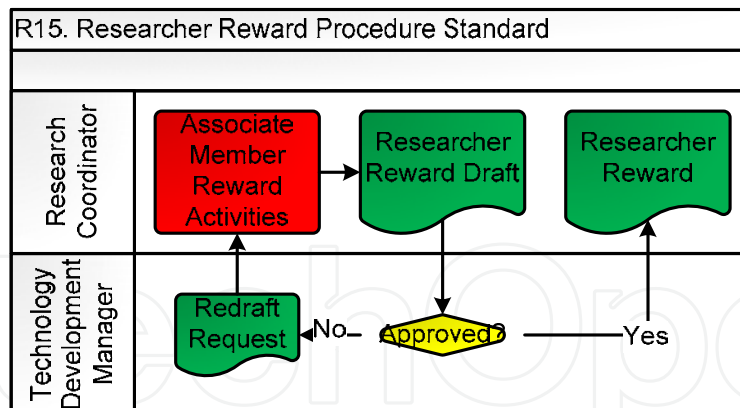 R15. Researcher Reward Procedure Standard
Research
Coordinator
Associate
Member
Reward
Activities
Researcher
Reward Draft
Researcher
Reward
Technology
Development
Manager
Redraft
Request
No
Approved?
Yes